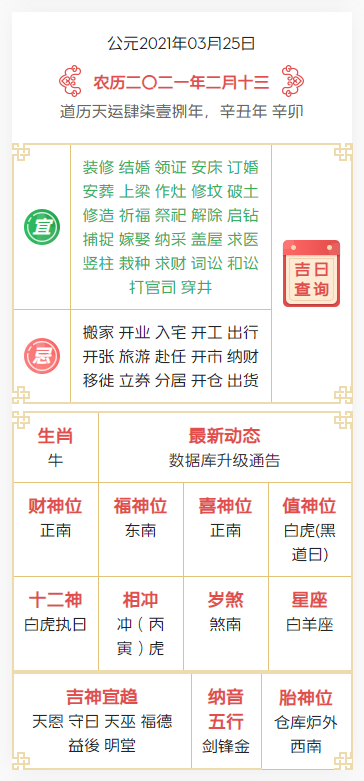 公元2021年03月25日
农历二〇二一年二月十三
道历天运肆柒壹捌年，辛丑年 辛卯
宜
装修 结婚 领证 安床 订婚
安葬 上梁 作灶 修坟 破土
修造 祈福 祭祀 解除 启钻
捕捉 嫁娶 纳采 盖屋 求医
竖柱 栽种 求财 词讼 和讼
打官司 穿井
吉日
查询
忌
搬家 开业 入宅 开工 出行
开张 旅游 赴任 开市 纳财
移徙 立券 分居 开仓 出货
生肖
牛
最新动态
数据库升级通告
财神位
正南
福神位
东南
喜神位
正南
值神位
白虎(黑
道日)
十二神
白虎执日
相冲
冲（丙
寅）虎
岁煞
煞南
星座
白羊座
吉神宜趋
天恩 守日 天巫 福德
益後 明堂
纳音
五行
剑锋金
胎神位
仓库炉外
西南